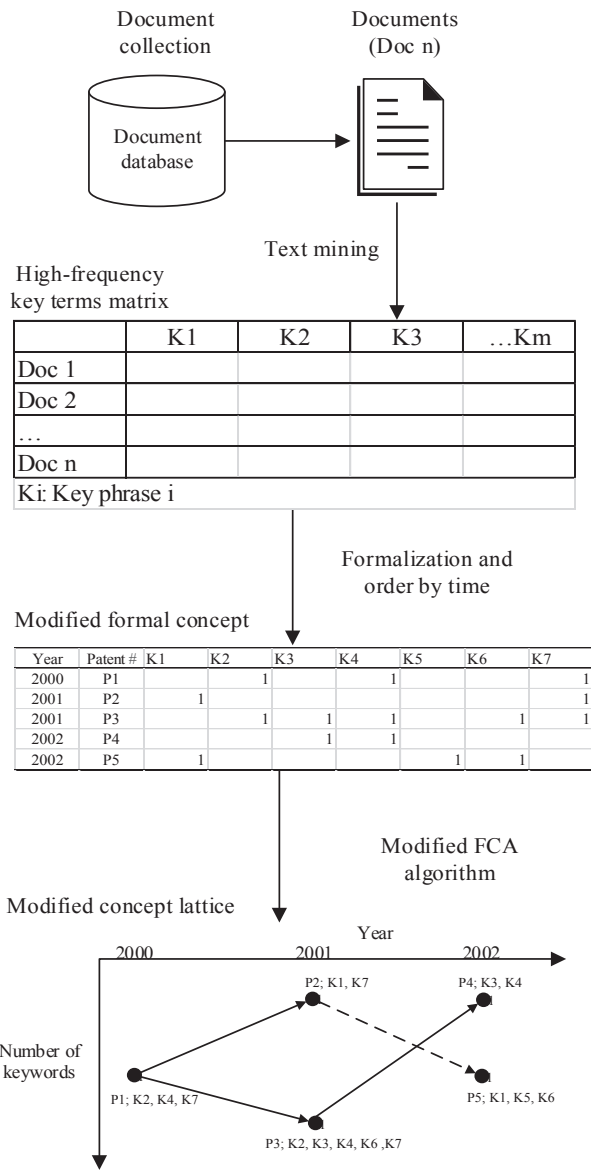 Document
collection
Documents
(Doc n)
Document
database
Text mining
High-frequency
key terms matrix
K1 K2 K3 …Km
Doc 1
Doc 2
…
Doc n
Ki: Key phrase i
Formalization and
order by time
Modified formal concept
Year Patent # K1 K2 K3 K4 K5 K6 K7
2000 P1 1 1 1
2001 P2 1 1
2001 P3 1 1 1 1 1
2002 P4 1 1
2002 P5 1 1 1
Modified FCA
algorithm
Modified concept lattice
Year
2000 2001 2002
P2; K1, K7
P4; K3, K4
Number of
keywords
P1; K2, K4, K7
P5; K1, K5, K6
P3; K2, K3, K4, K6 ,K7